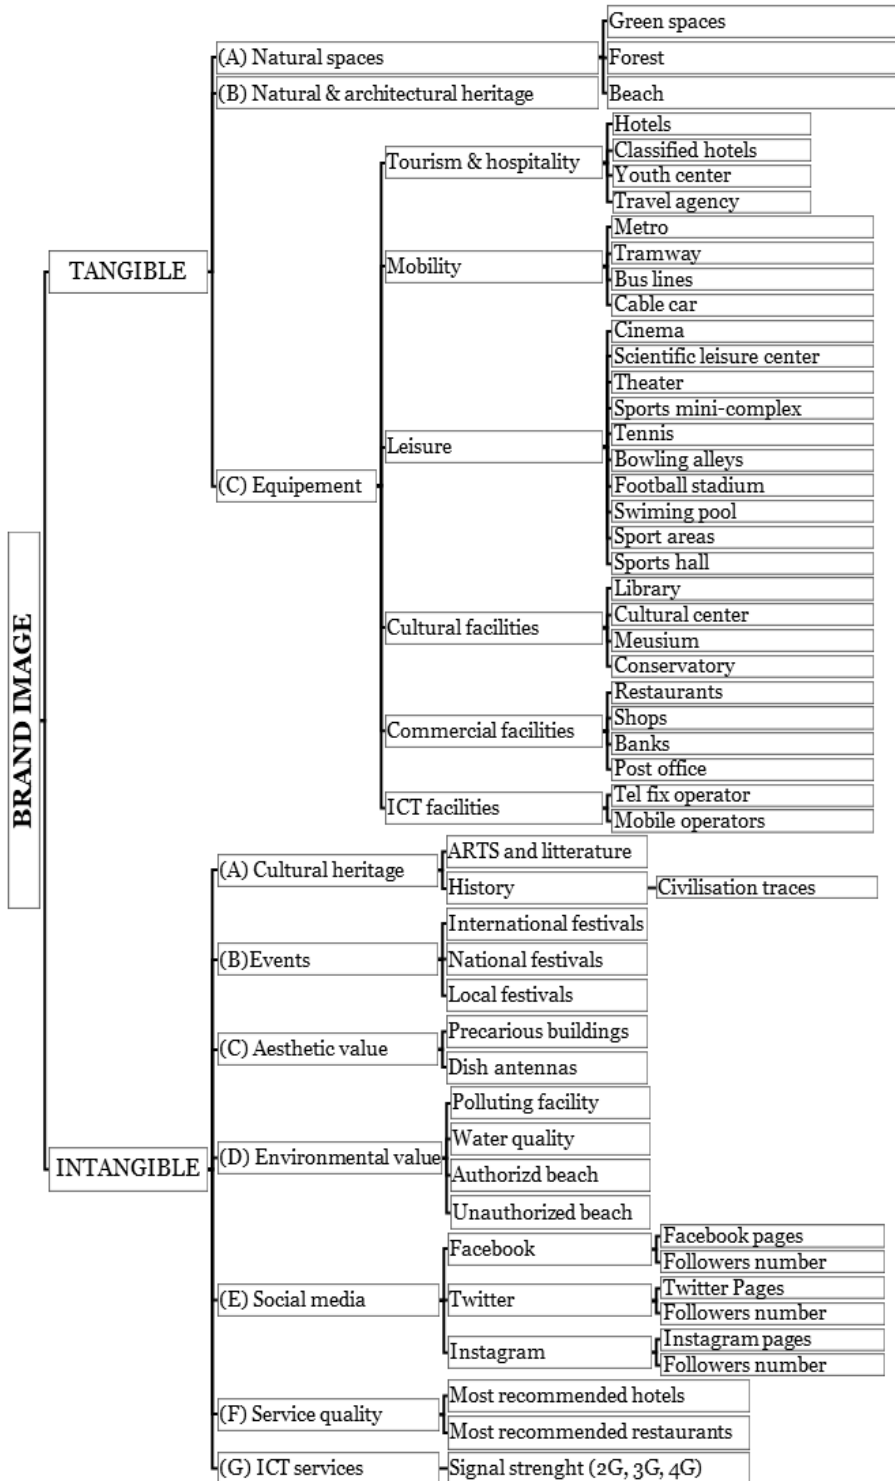 BRAND IMAGE
TANGIBLE
(A) Natural spaces
Green spaces
Forest
Beach
(B) Natural & architectural heritage
(C) Equipement
Tourism & hospitality
Hotels
Classified hotels
Youth center
Travel agency
Mobility
Metro
Tramway
Bus lines
Cable car
Leisure
Cinema
Scientific leisure center
Theater
Sports mini-complex
Tennis
Bowling alleys
Football stadium
Swiming pool
Sport areas
Sports hall
Cultural facilities
Library
Cultural center
Meusium
Conservatory
Commercial facilities
Restaurants
Shops
Banks
Post office
ICT facilities
Tel fix operator
Mobile operators
INTANGIBLE
(A) Cultural heritage
ARTS and litterature
History
Civilisation traces
(B)Events
International festivals
National festivals
Local festivals
(C) Aesthetic value
Precarious buildings
Dish antennas
(D) Environmental value
Polluting facility
Water quality
Authorizd beach
Unauthorized beach
(E) Social media
Facebook
Facebook pages
Followers number
Twitter
Twitter Pages
Followers number
Instagram
Instagram pages
Followers number
(F) Service quality
Most recommended hotels
Most recommended restaurants
(G) ICT services
Signal strenght (2G, 3G, 4G)